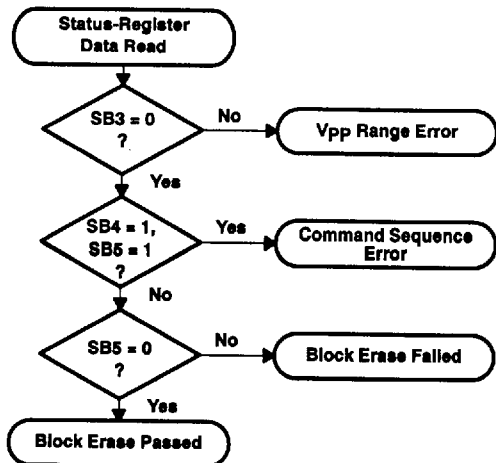 Status-Register
Data Read
SB3 = 0
?
No
VPP Range Error
Yes
SB4 = 1,
SB5 = 1
?
Yes
Command Sequence
Error
No
SB5 = 0
?
No
Block Erase Failed
Yes
Block Erase Passed